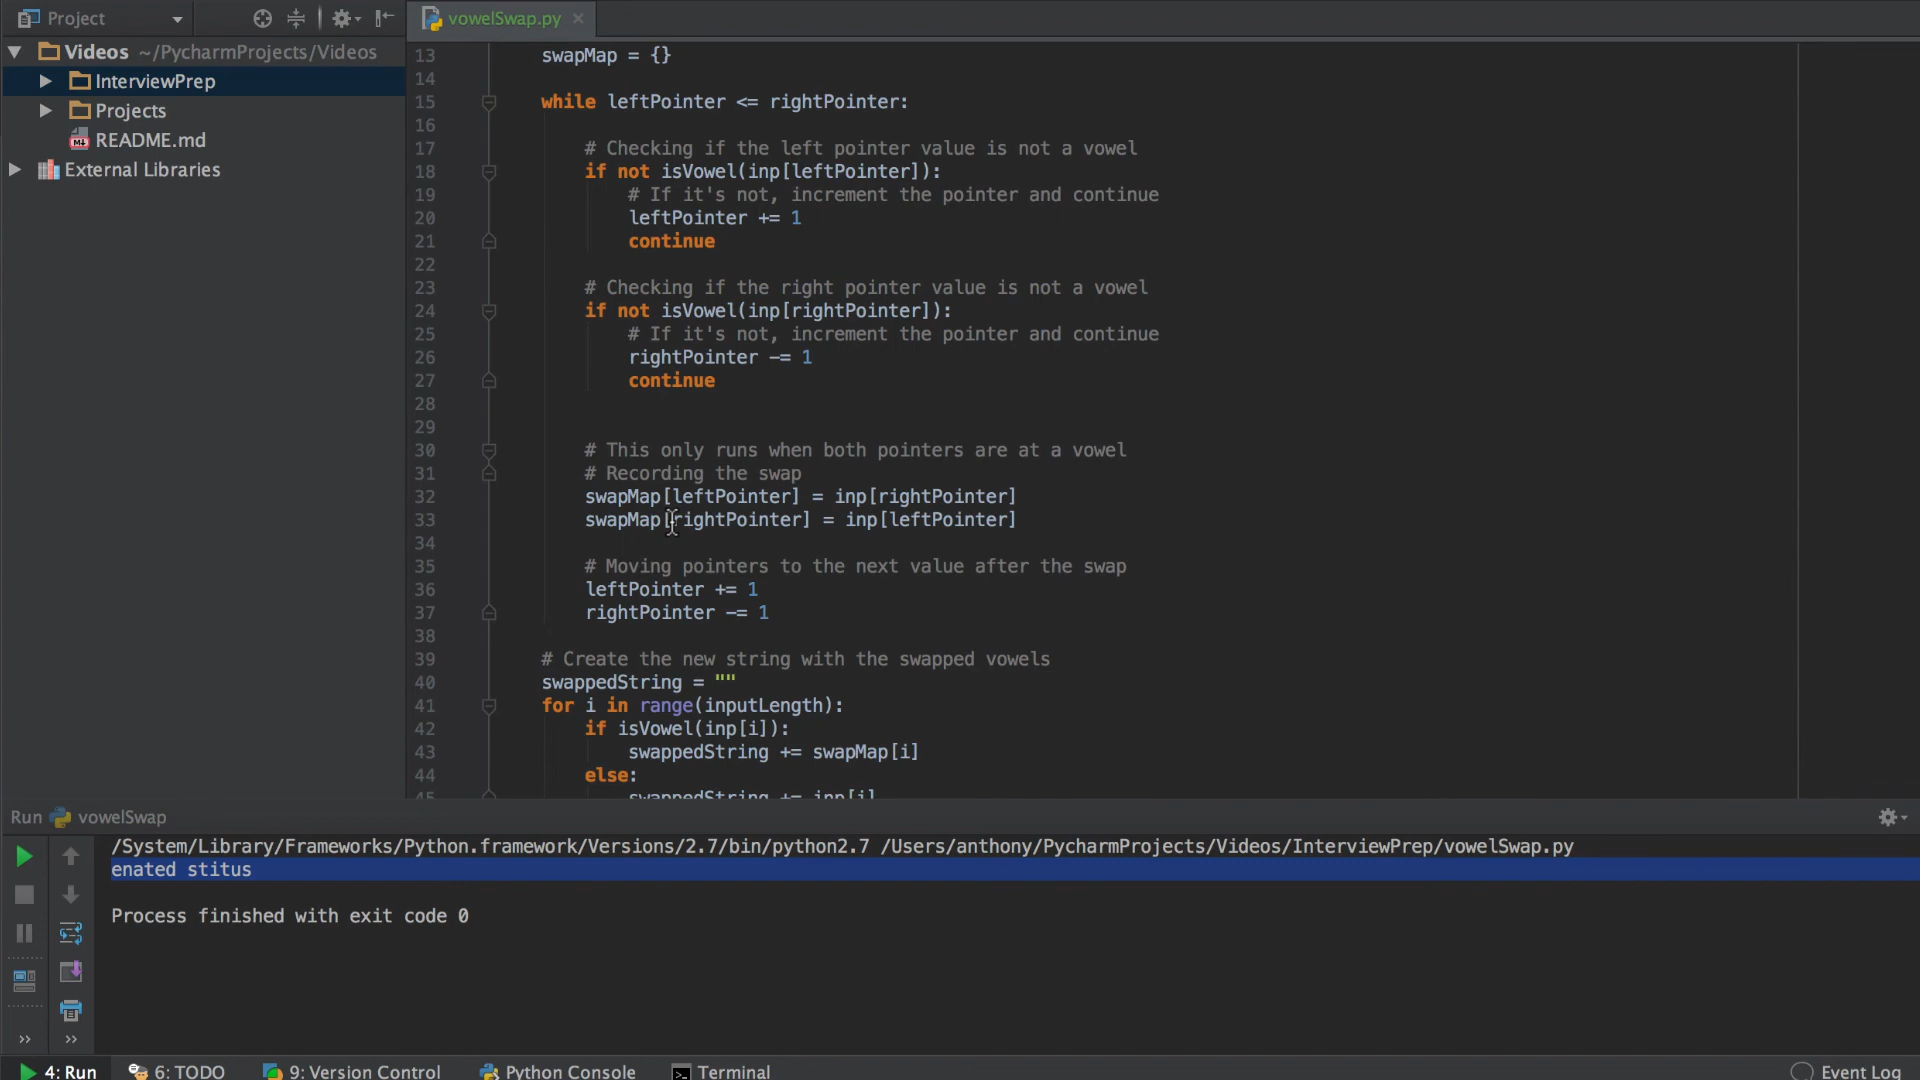 Project
vowelSwap.py
Videos ~/PycharmProjects/Videos
InterviewPrep
Projects
README.md
External Libraries
13 swapMap = {}
14
15 while leftPointer <= rightPointer:
16
17 # Checking if the left pointer value is not a vowel
18 if not isVowel(inp[leftPointer]):
19 # If it's not, increment the pointer and continue
20 leftPointer += 1
21 continue
22
23 # Checking if the right pointer value is not a vowel
24 if not isVowel(inp[rightPointer]):
25 # If it's not, increment the pointer and continue
26 rightPointer -= 1
27 continue
28
29
30 # This only runs when both pointers are at a vowel
31 # Recording the swap
32 swapMap[leftPointer] = inp[rightPointer]
33 swapMap[rightPointer] = inp[leftPointer]
34
35 # Moving pointers to the next value after the swap
36 leftPointer += 1
37 rightPointer -= 1
38
39 # Create the new string with the swapped vowels
40 swappedString = ""
41 for i in range(inputLength):
42 if isVowel(inp[i]):
43 swappedString += swapMap[i]
44 else:
45 swappedString += inp[i]
Run vowelSwap
/System/Library/Frameworks/Python.framework/Versions/2.7/bin/python2.7 /Users/anthony/PycharmProjects/Videos/InterviewPrep/vowelSwap.py
enated stitus
Process finished with exit code 0
4: Run 6: TODO 9: Version Control Python Console Terminal Event Log